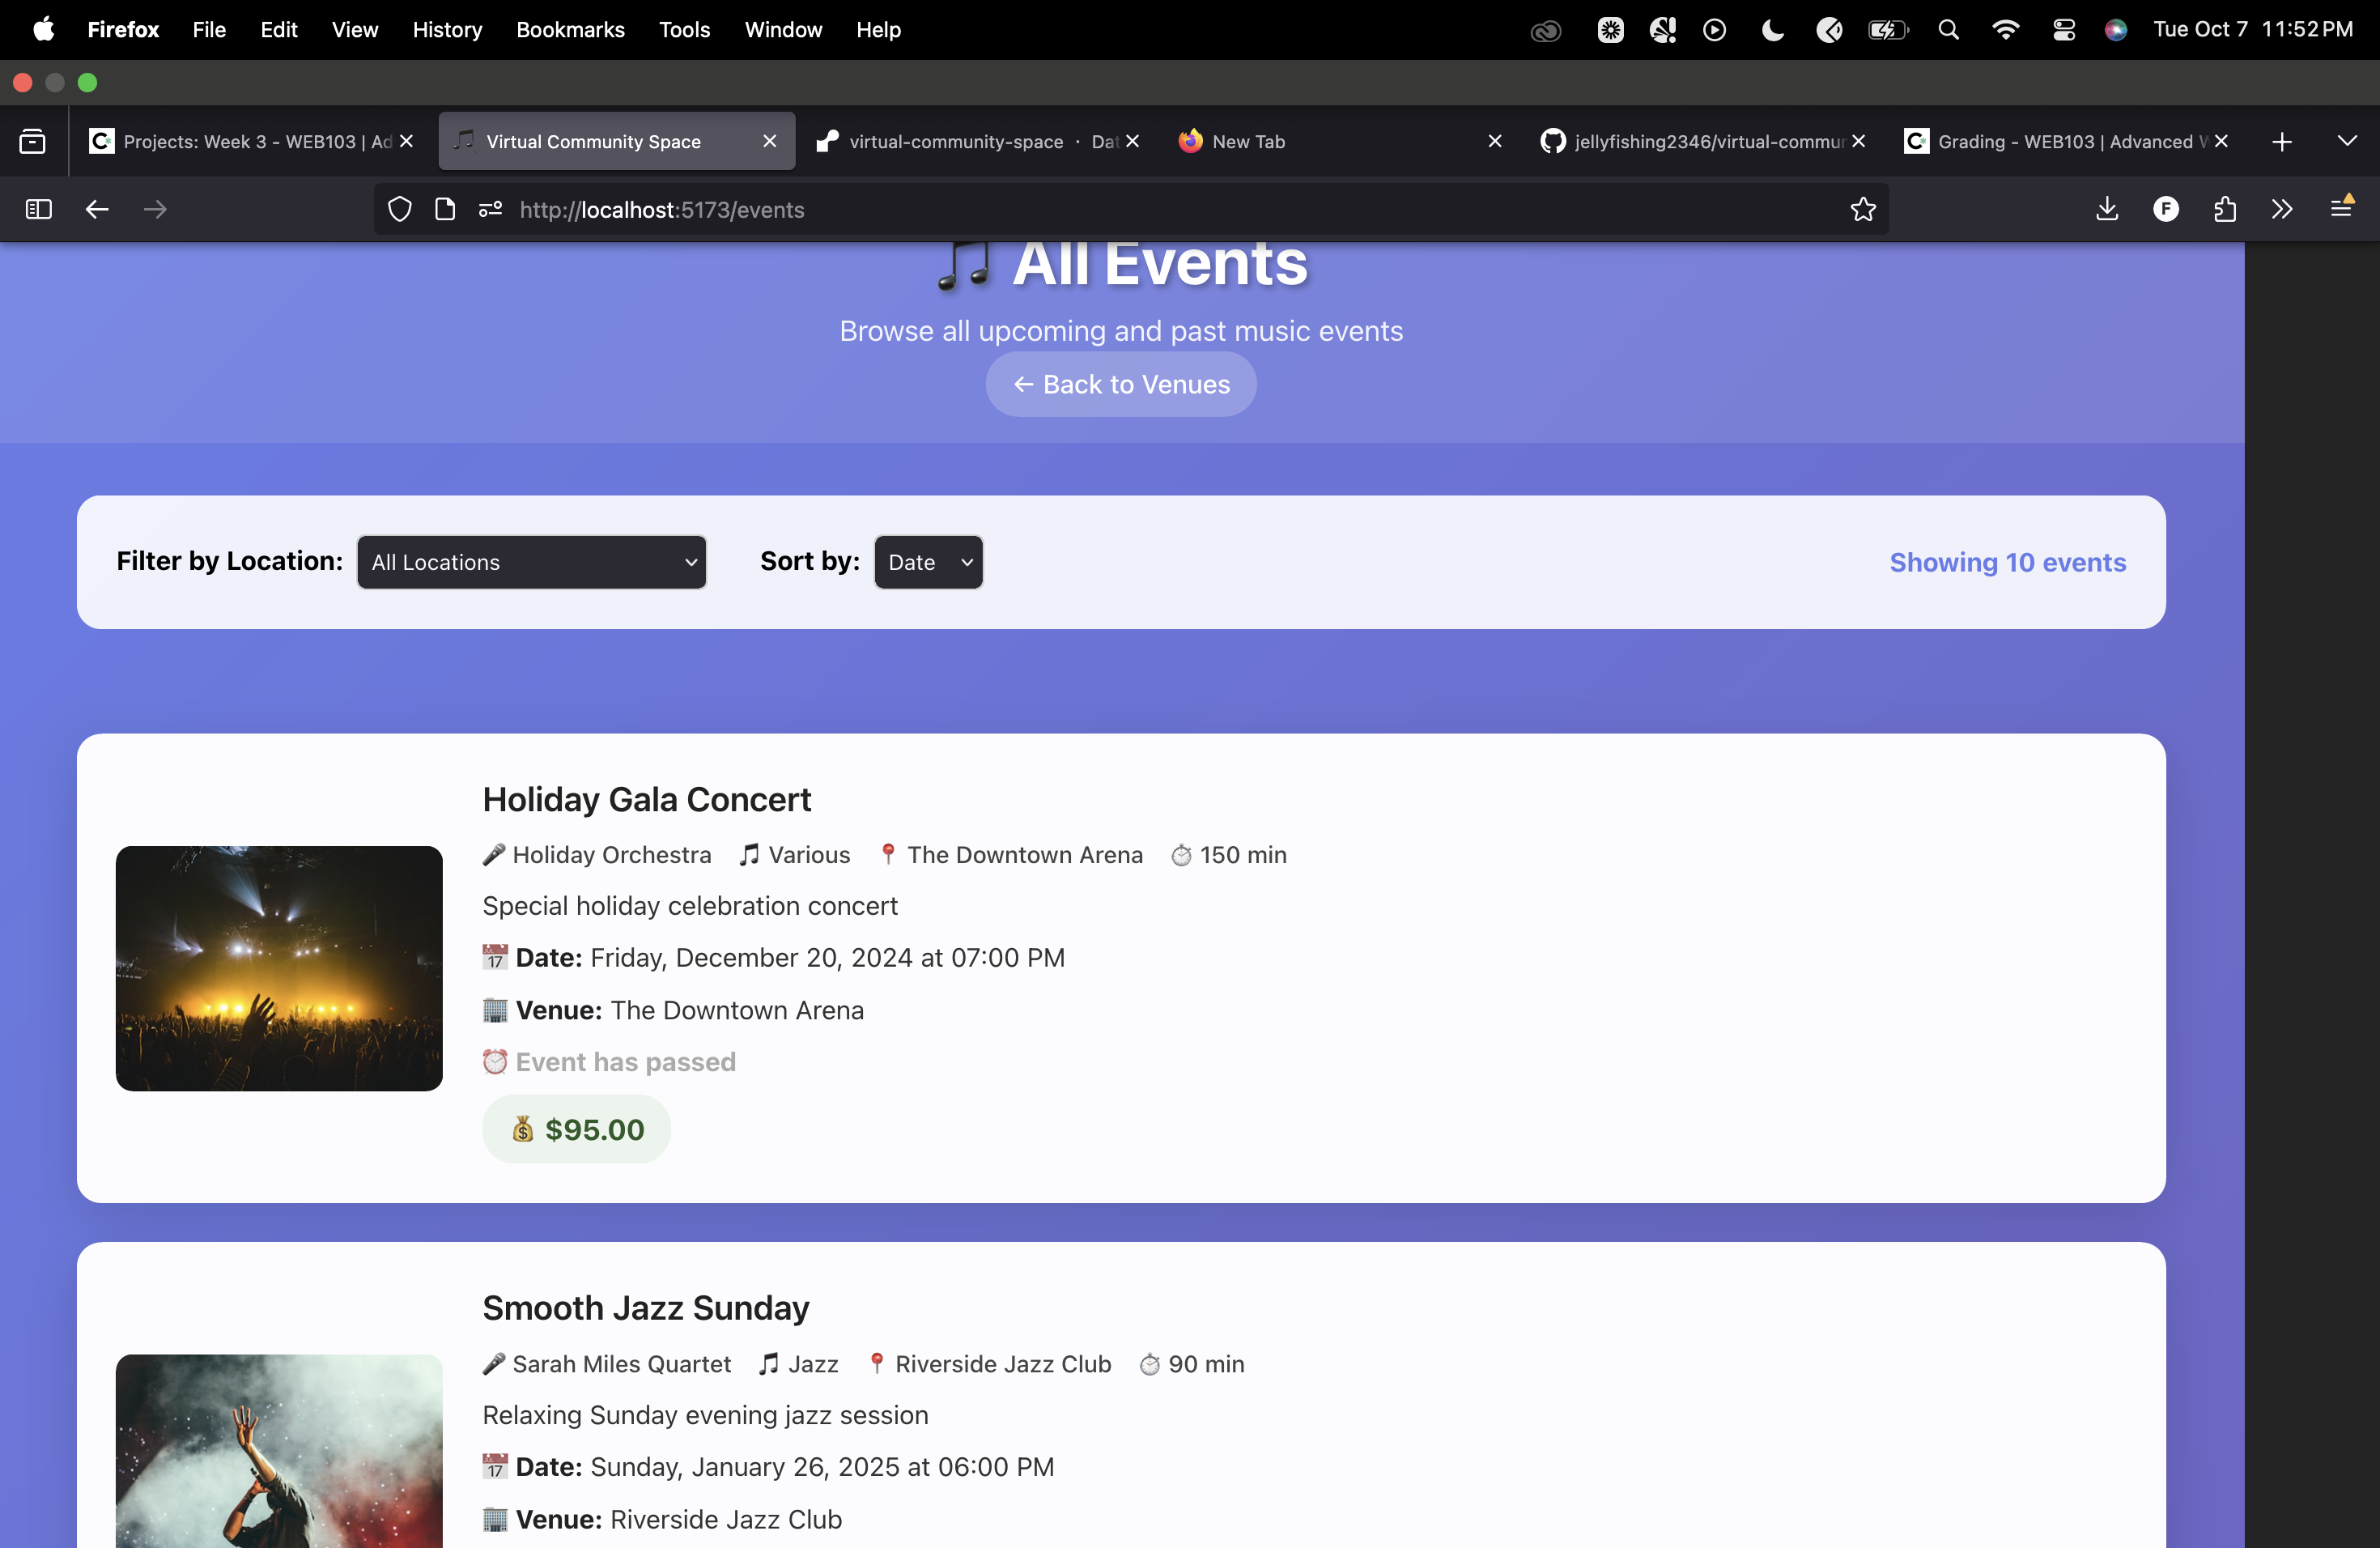 Firefox File Edit View History Bookmarks Tools Window Help Tue Oct 7 11:52 PM
Projects: Week 3 - WEB103 | Ad Virtual Community Space virtual-community-space · Dat New Tab jellyfishing2346/virtual-commun Grading - WEB103 | Advanced W
http://localhost:5173/events F
🎵 All Events
Browse all upcoming and past music events
← Back to Venues
Filter by Location: All Locations Sort by: Date Showing 10 events
Holiday Gala Concert
🎤 Holiday Orchestra 🎵 Various 📍 The Downtown Arena ⏱️ 150 min
Special holiday celebration concert
📅 Date: Friday, December 20, 2024 at 07:00 PM
🏢 Venue: The Downtown Arena
⏰ Event has passed
💰 $95.00
Smooth Jazz Sunday
🎤 Sarah Miles Quartet 🎵 Jazz 📍 Riverside Jazz Club ⏱️ 90 min
Relaxing Sunday evening jazz session
📅 Date: Sunday, January 26, 2025 at 06:00 PM
🏢 Venue: Riverside Jazz Club